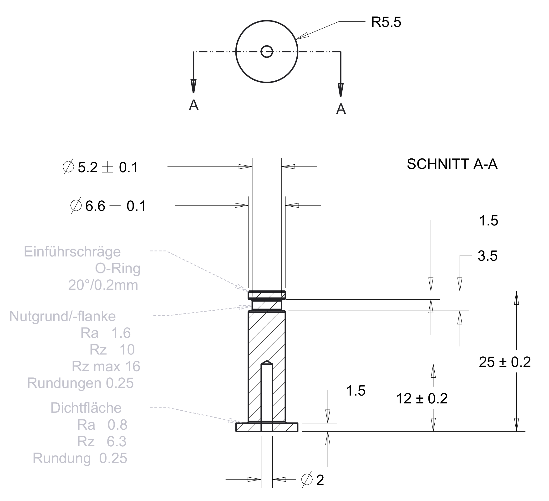 R5.5
A
A
∅5.2 ± 0.1
SCHNITT A-A
∅6.6 − 0.1
1.5
3.5
Einführschräge
O-Ring
20°/0.2mm
Nutgrund/-flanke
Ra 1.6
Rz 10
Rz max 16
Rundungen 0.25
25 ± 0.2
1.5
12 ± 0.2
Dichtfläche
Ra 0.8
Rz 6.3
Rundung 0.25
∅2